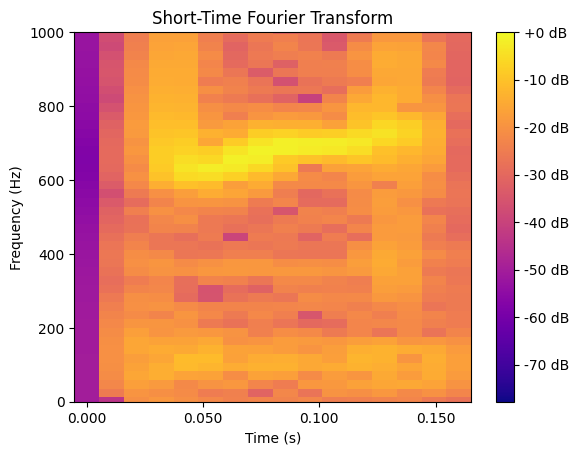 Short-Time Fourier Transform
1000
800
600
400
200
0
Frequency (Hz)
0.000
0.050
0.100
0.150
Time (s)
+0 dB
-10 dB
-20 dB
-30 dB
-40 dB
-50 dB
-60 dB
-70 dB